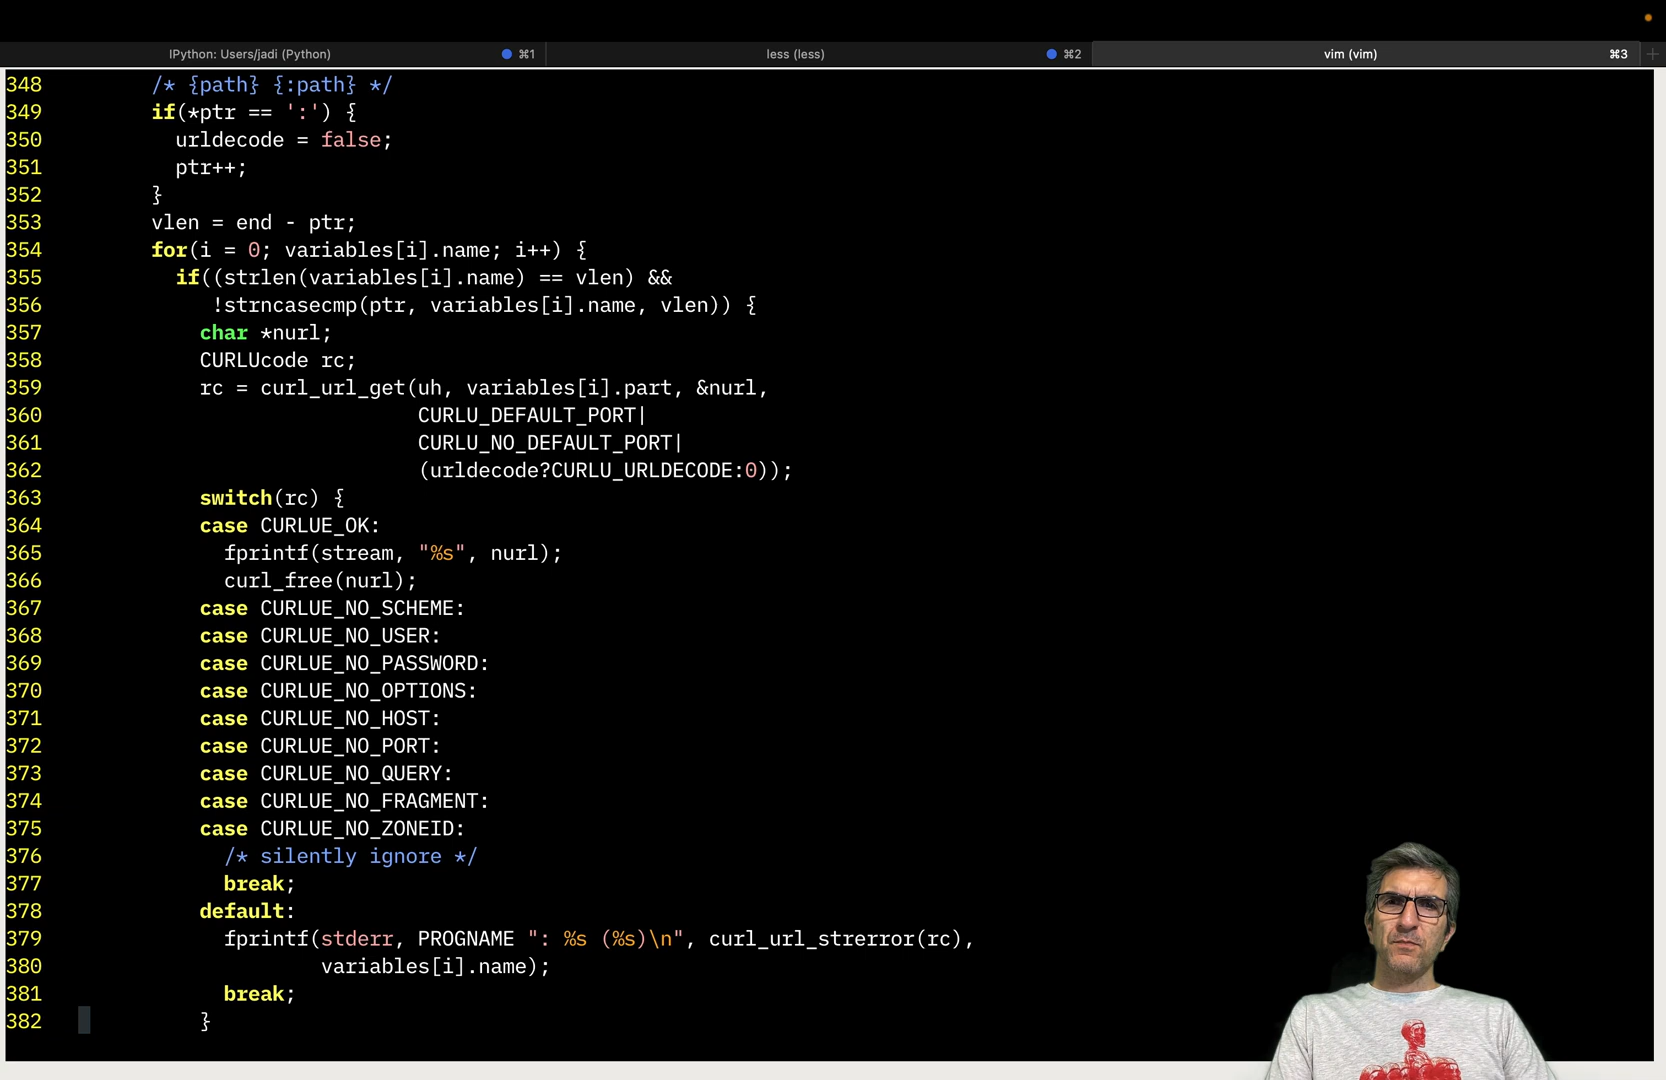 IPython: Users/jadi (Python) ⌘1 less (less) ⌘2 vim (vim) ⌘3 +
348         /* {path} {:path} */
349         if(*ptr == ':') {
350           urldecode = false;
351           ptr++;
352         }
353         vlen = end - ptr;
354         for(i = 0; variables[i].name; i++) {
355           if((strlen(variables[i].name) == vlen) &&
356              !strncasecmp(ptr, variables[i].name, vlen)) {
357             char *nurl;
358             CURLUcode rc;
359             rc = curl_url_get(uh, variables[i].part, &nurl,
360                               CURLU_DEFAULT_PORT|
361                               CURLU_NO_DEFAULT_PORT|
362                               (urldecode?CURLU_URLDECODE:0));
363             switch(rc) {
364             case CURLUE_OK:
365               fprintf(stream, "%s", nurl);
366               curl_free(nurl);
367             case CURLUE_NO_SCHEME:
368             case CURLUE_NO_USER:
369             case CURLUE_NO_PASSWORD:
370             case CURLUE_NO_OPTIONS:
371             case CURLUE_NO_HOST:
372             case CURLUE_NO_PORT:
373             case CURLUE_NO_QUERY:
374             case CURLUE_NO_FRAGMENT:
375             case CURLUE_NO_ZONEID:
376               /* silently ignore */
377               break;
378             default:
379               fprintf(stderr, PROGNAME ": %s (%s)\n", curl_url_strerror(rc),
380                       variables[i].name);
381               break;
382             }